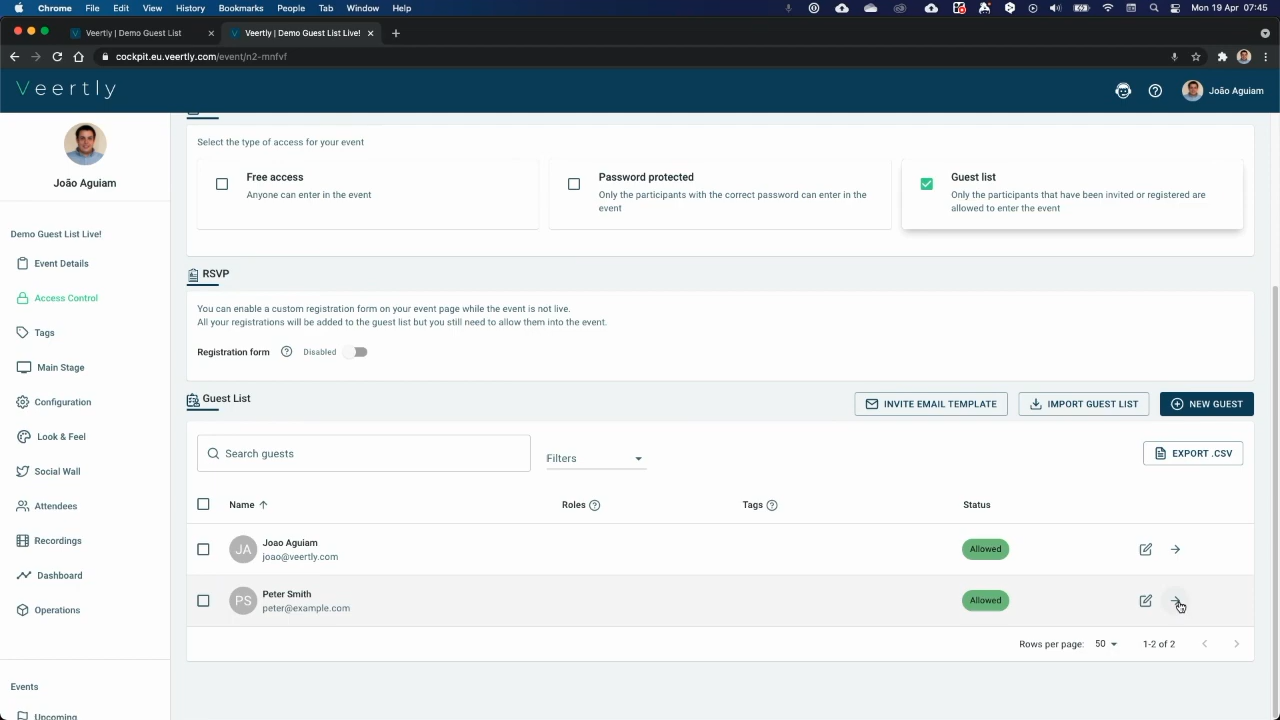 Chrome File Edit View History Bookmarks People Tab Window Help Mon 19 Apr 07:45
Veertly | Demo Guest List
Veertly | Demo Guest List Live!
cockpit.eu.veertly.com/event/n2-mnfvf
Veertly
João Aguiam
João Aguiam
Demo Guest List Live!
Event Details
Access Control
Tags
Main Stage
Configuration
Look & Feel
Social Wall
Attendees
Recordings
Dashboard
Operations
Events
Upcoming
Select the type of access for your event
Free access
Anyone can enter in the event
Password protected
Only the participants with the correct password can enter in the
event
Guest list
Only the participants that have been invited or registered are
allowed to enter the event
RSVP
You can enable a custom registration form on your event page while the event is not live.
All your registrations will be added to the guest list but you still need to allow them into the event.
Registration form Disabled
Guest List
INVITE EMAIL TEMPLATE
IMPORT GUEST LIST
NEW GUEST
Search guests
Filters
EXPORT .CSV
Name Roles Tags Status
JA Joao Aguiam Allowed
joao@veertly.com
PS Peter Smith Allowed
peter@example.com
Rows per page: 50 1-2 of 2